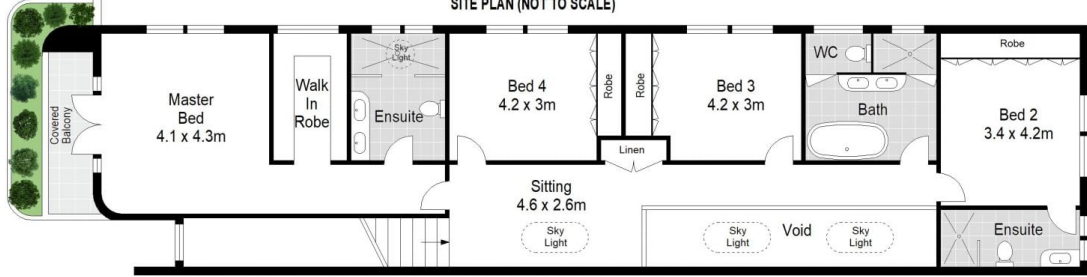 SITE PLAN (NOT TO SCALE)
Covered
Balcony
Master
Bed
4.1 x 4.3m
Walk
In
Robe
Sky
Light
Ensuite
Bed 4
4.2 x 3m
Robe
Robe
Linen
Bed 3
4.2 x 3m
WC
Bath
Robe
Bed 2
3.4 x 4.2m
Sitting
4.6 x 2.6m
Sky
Light
Sky
Light
Void
Sky
Light
Ensuite